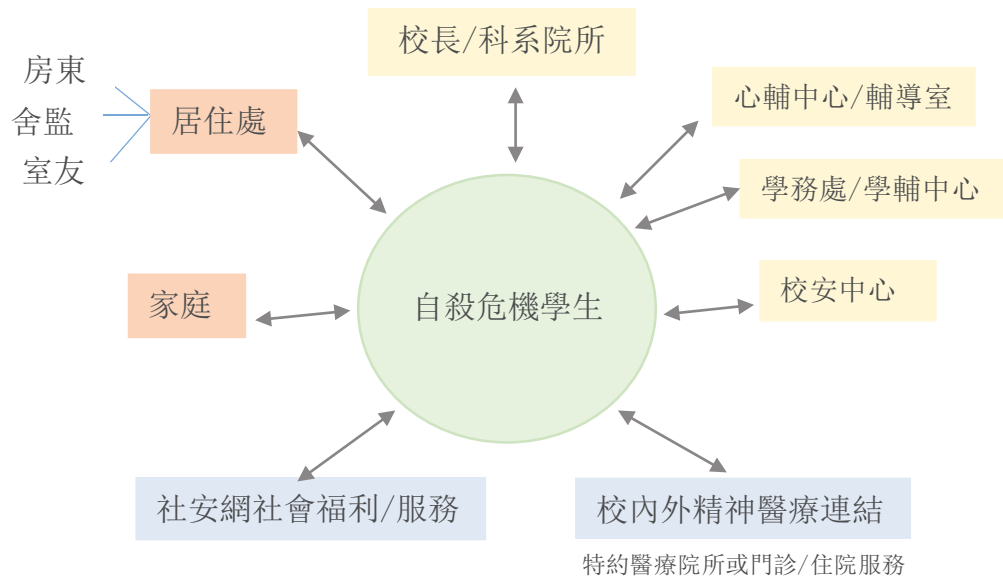 校長/科系院所
房東
舍監
室友
居住處
心輔中心/輔導室
學務處/學輔中心
家庭
自殺危機學生
校安中心
社安網社會福利/服務
校內外精神醫療連結
特約醫療院所或門診/住院服務